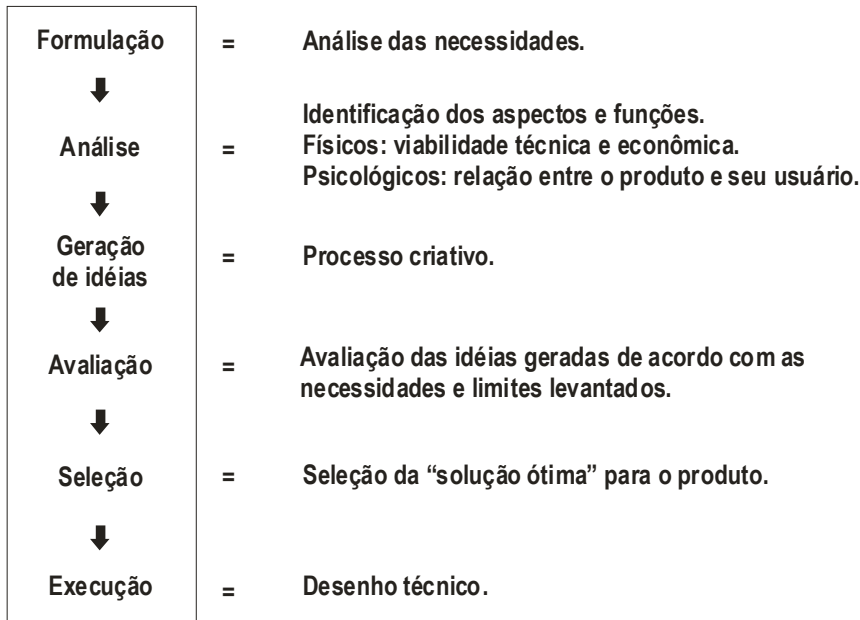 Formulação = Análise das necessidades.
Identificação dos aspectos e funções.
Análise = Físicos: viabilidade técnica e econômica.
Psicológicos: relação entre o produto e seu usuário.
Geração
de idéias = Processo criativo.
Avaliação = Avaliação das idéias geradas de acordo com as
necessidades e limites levantados.
Seleção = Seleção da “solução ótima” para o produto.
Execução = Desenho técnico.